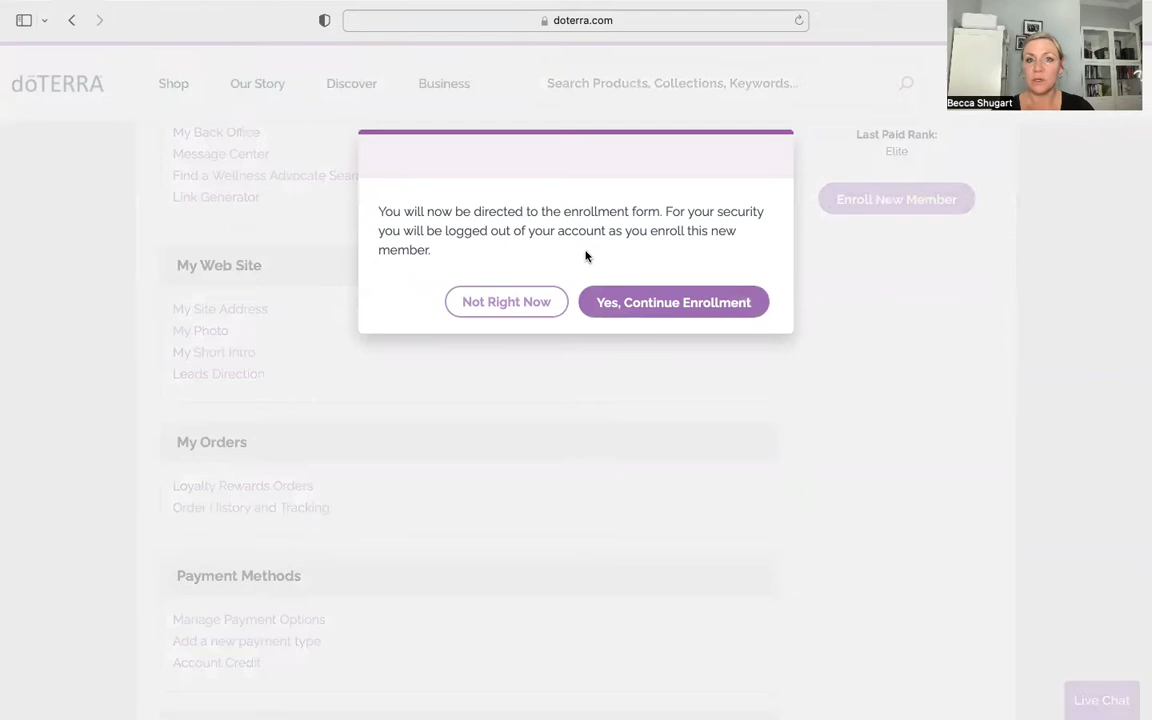 doterra.com
dōTERRA
Shop
Our Story
Discover
Business
Search Products, Collections, Keywords...
Becca Shugart
My Back Office
Message Center
Find a Wellness Advocate Sear
Link Generator
Last Paid Rank:
Elite
Enroll New Member
You will now be directed to the enrollment form. For your security
you will be logged out of your account as you enroll this new
member.
Not Right Now
Yes, Continue Enrollment
My Web Site
My Site Address
My Photo
My Short Intro
Leads Direction
My Orders
Loyalty Rewards Orders
Order History and Tracking
Payment Methods
Manage Payment Options
Add a new payment type
Account Credit
Live Chat